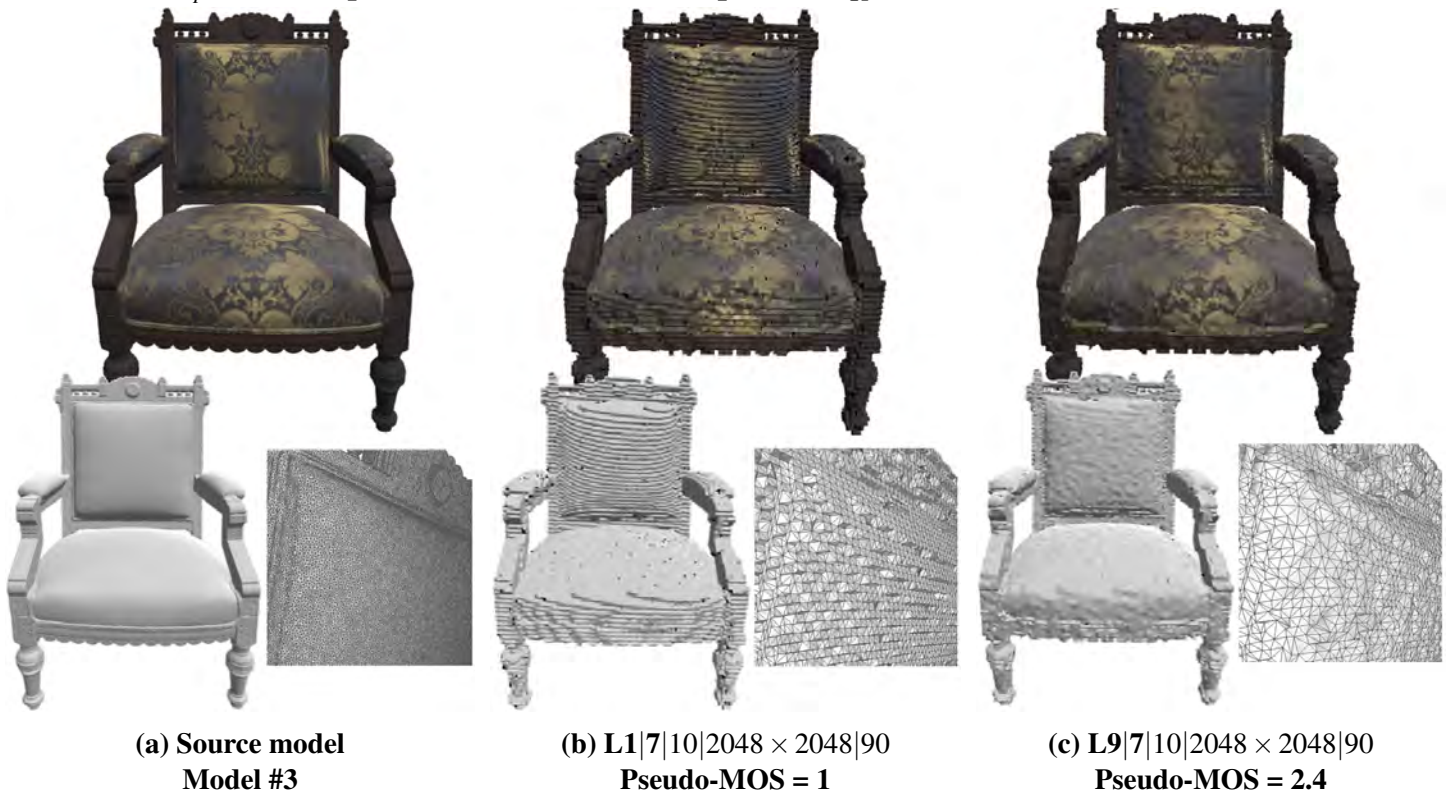 (a) Source model
Model #3
(b) L1|7|10|2048 × 2048|90
Pseudo-MOS = 1
(c) L9|7|10|2048 × 2048|90
Pseudo-MOS = 2.4